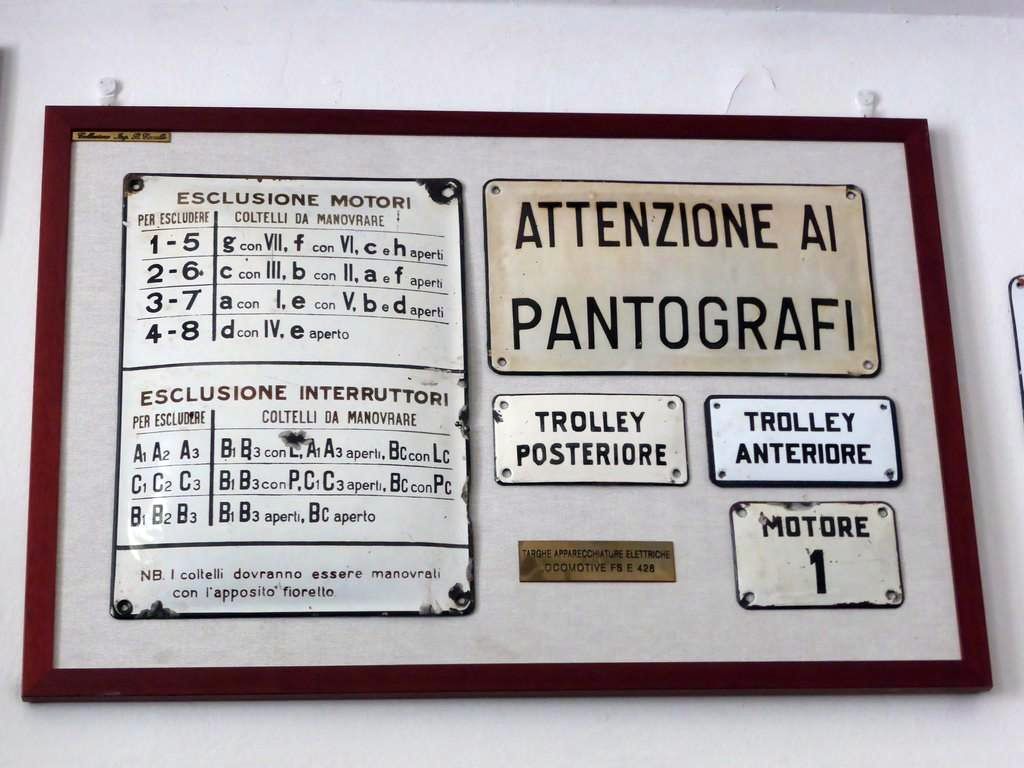 ESCLUSIONE MOTORI
PER ESCLUDERE COLTELLI DA MANOVRARE
1-5 g con VII, f con VI, c e h aperti
2-6 c con III, b con II, a e f aperti
3-7 a con I, e con V, b e d aperti
4-8 d con IV, e aperto
ESCLUSIONE INTERRUTTORI
PER ESCLUDERE COLTELLI DA MANOVRARE
A1 A2 A3 B1 B3 con L, A1 A3 aperti, BC con LC
C1 C2 C3 B1 B3 con P, C1 C3 aperti, BC con PC
B1 B2 B3 B1 B3 aperti, BC aperto
NB. I coltelli dovranno essere manovrati
con l'apposito fioretto
ATTENZIONE AI
PANTOGRAFI
TROLLEY
POSTERIORE
TROLLEY
ANTERIORE
TARGHE APPARECCHIATURE ELETTRICHE
LOCOMOTIVE FS E 428
MOTORE
1